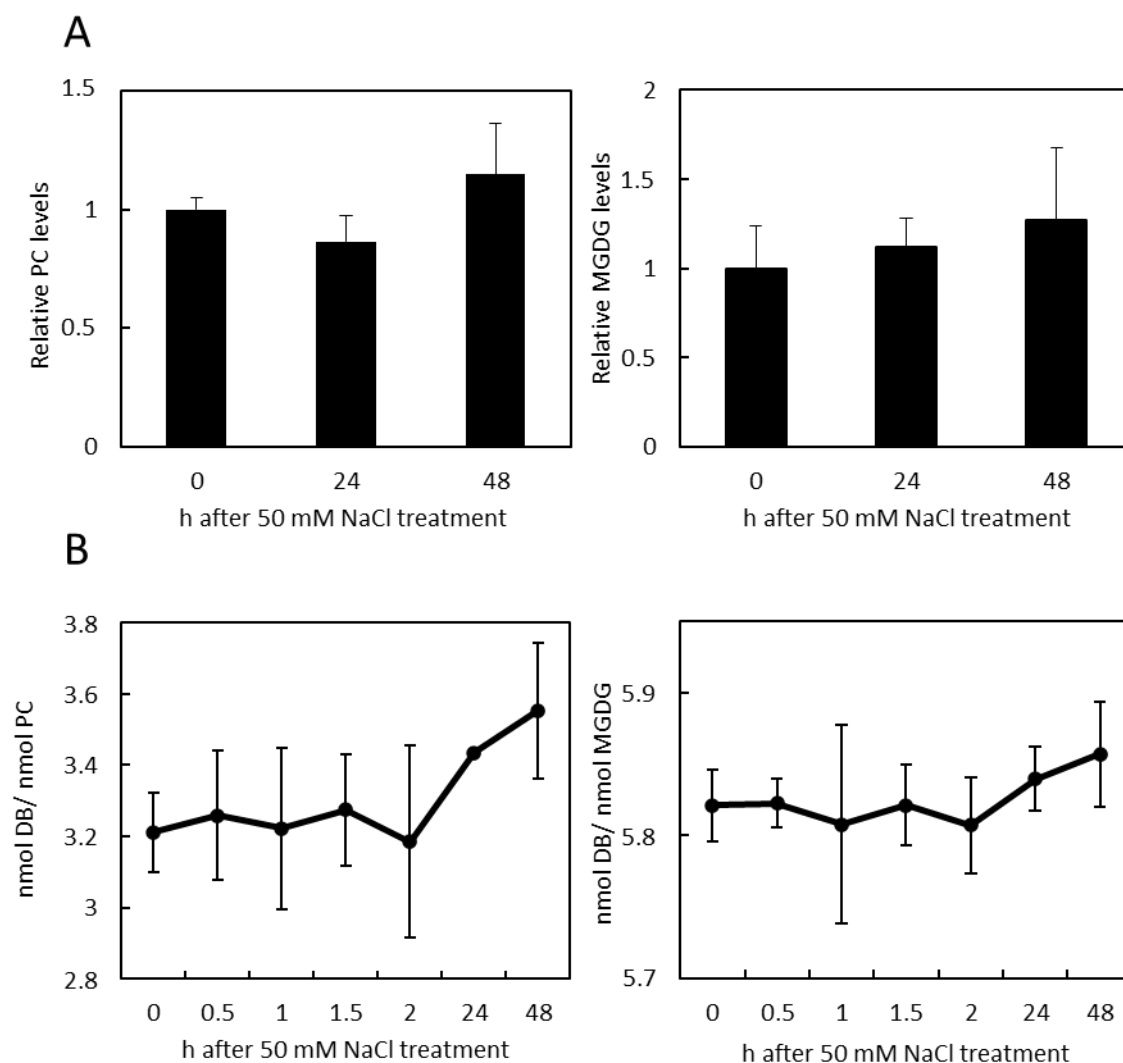 A
Relative PC levels
1.5
1
0.5
0
0 24 48
h after 50 mM NaCl treatment
Relative MGDG levels
2
1.5
1
0.5
0
0 24 48
h after 50 mM NaCl treatment
B
nmol DB/ nmol PC
3.8
3.6
3.4
3.2
3
2.8
0 0.5 1 1.5 2 24 48
h after 50 mM NaCl treatment
nmol DB/ nmol MGDG
5.9
5.8
5.7
0 0.5 1 1.5 2 24 48
h after 50 mM NaCl treatment